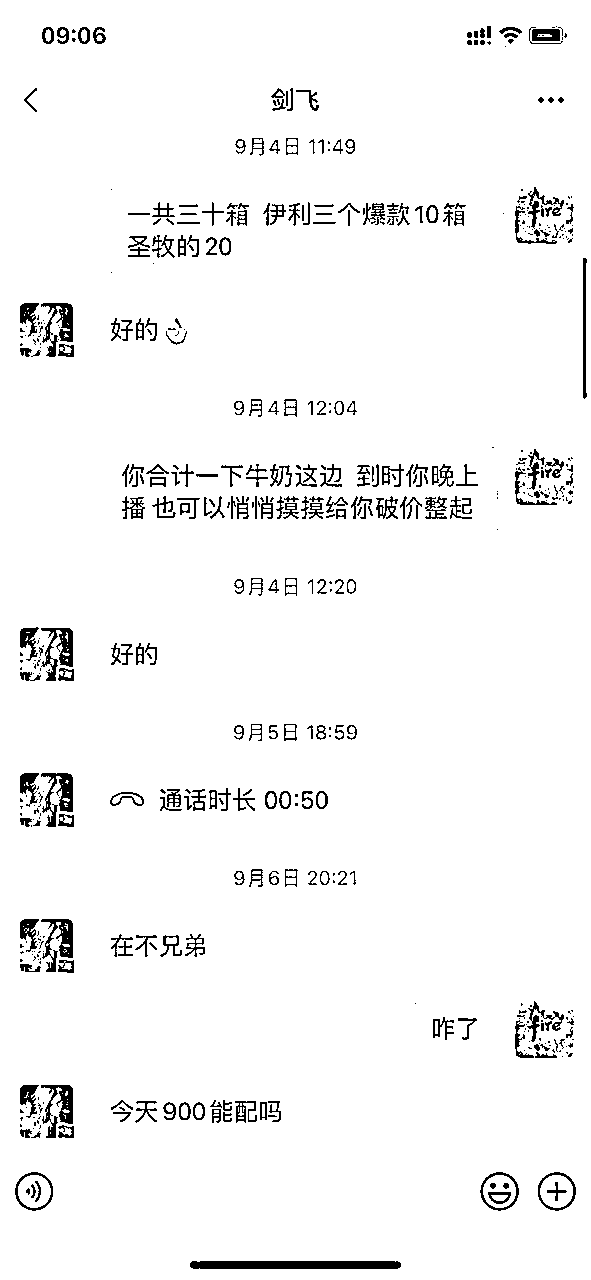 09:06
剑飞
9月4日 11:49
一共三十箱 伊利三个爆款10箱
圣牧的20
fire
好的
9月4日 12:04
你合计一下牛奶这边 到时你晚上
播 也可以悄悄摸摸给你破价整起
fire
9月4日 12:20
好的
9月5日 18:59
通话时长 00:50
9月6日 20:21
在不兄弟
咋了
fire
今天900能配吗